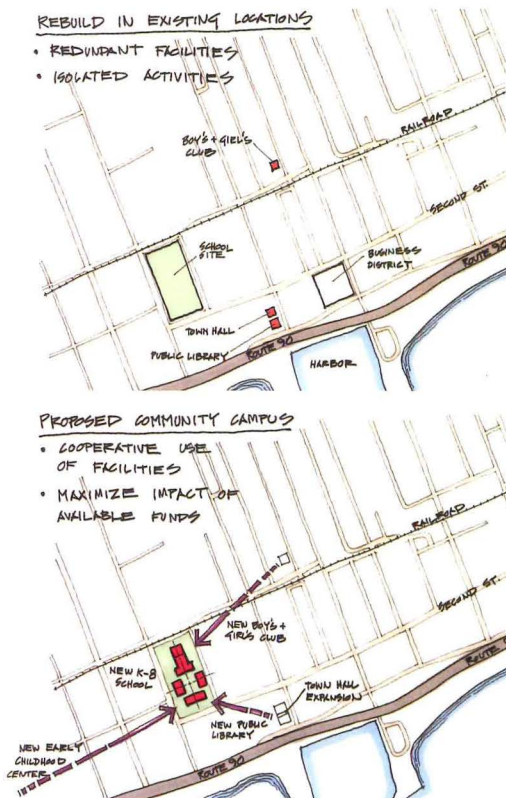 REBUILD IN EXISTING LOCATIONS
• REDUNDANT FACILITIES
• ISOLATED ACTIVITIES
BOY'S + GIRL'S
CLUB
RAILROAD
SECOND ST.
SCHOOL
SITE
BUSINESS
DISTRICT
ROUTE 90
TOWN HALL
PUBLIC LIBRARY
ROUTE 90
HARBOR
PROPOSED COMMUNITY CAMPUS
• COOPERATIVE USE
OF FACILITIES
• MAXIMIZE IMPACT OF
AVAILABLE FUNDS
RAILROAD
SECOND ST.
NEW BOY'S +
GIRL'S CLUB
NEW K-8
SCHOOL
ROUTE
TOWN HALL
EXPANSION
NEW PUBLIC
LIBRARY
NEW EARLY
CHILDHOOD
CENTER
ROUTE 90